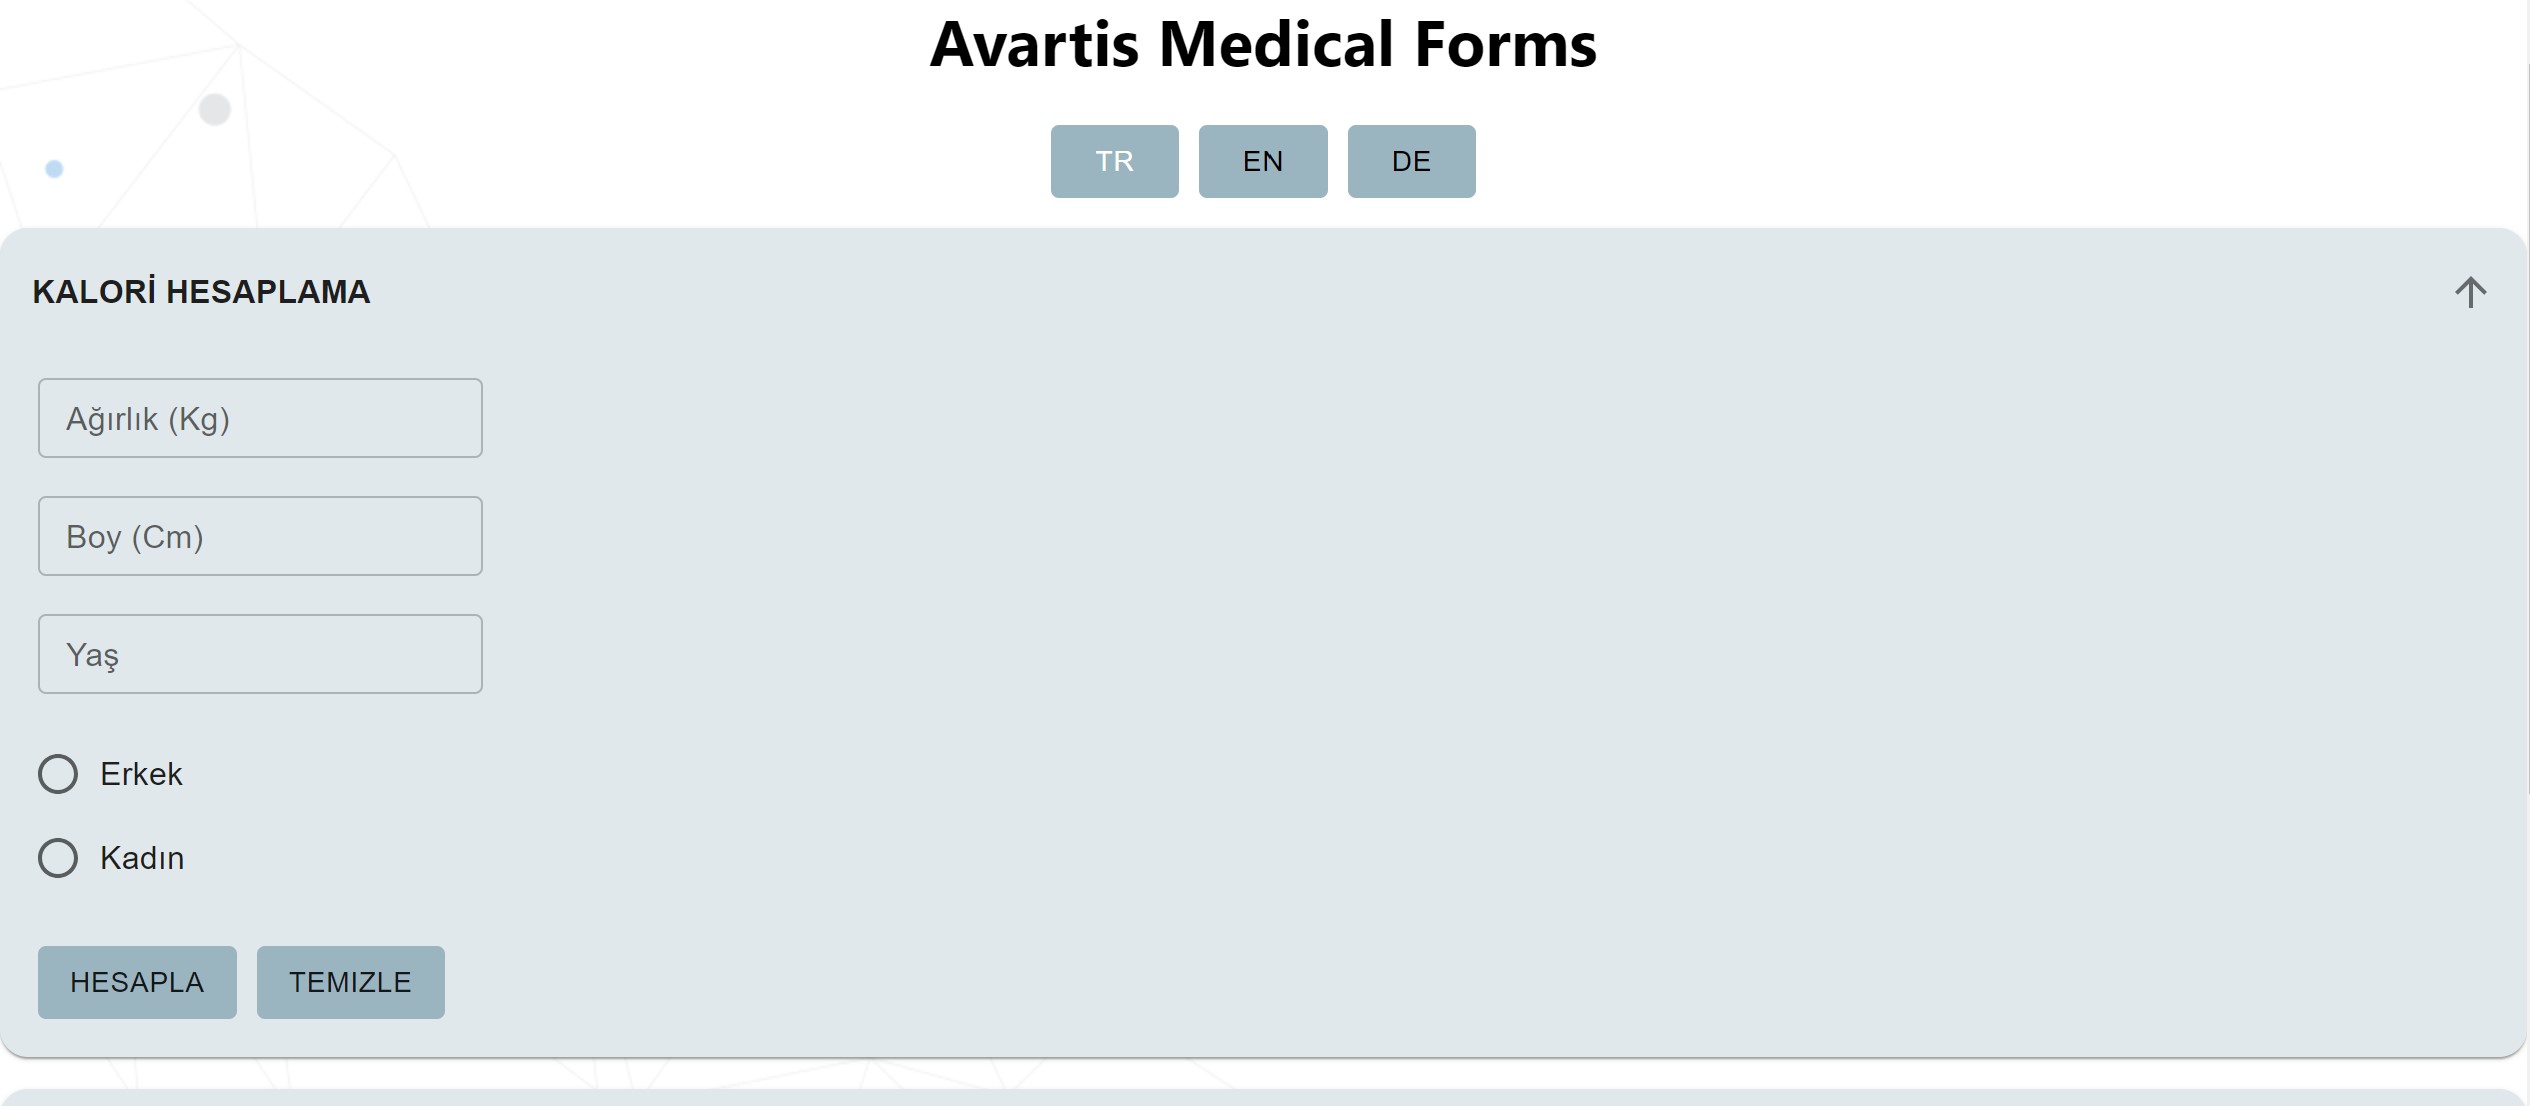 Avartis Medical Forms
TR EN DE
KALORİ HESAPLAMA
Ağırlık (Kg)
Boy (Cm)
Yaş
Erkek
Kadın
HESAPLA TEMIZLE